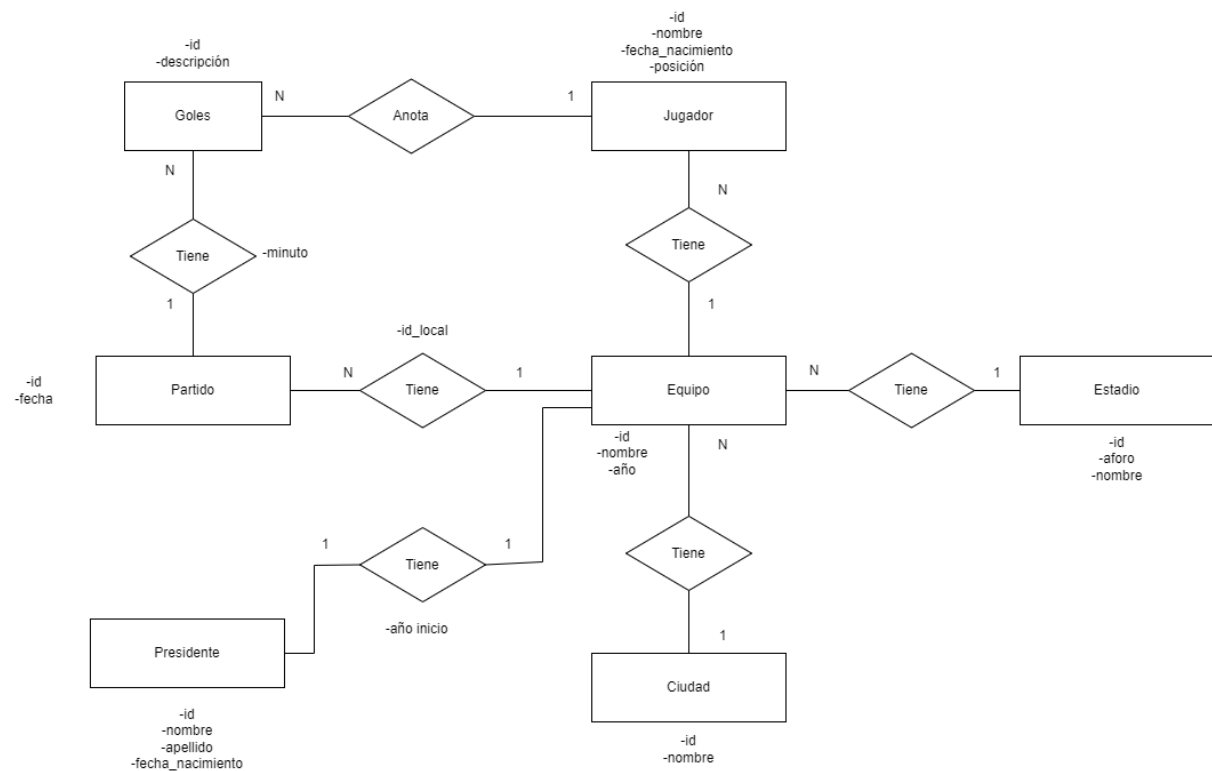 -id
-nombre
-fecha_nacimiento
-posición
-id
-descripción
Goles
N
Anota
1
Jugador
N
N
Tiene
-minuto
Tiene
1
1
-id_local
-id
-fecha
Partido
N
Tiene
1
Equipo
N
Tiene
1
Estadio
-id
-nombre
-año
N
-id
-aforo
-nombre
1
Tiene
1
Tiene
-año inicio
1
Presidente
Ciudad
-id
-nombre
-apellido
-fecha_nacimiento
-id
-nombre